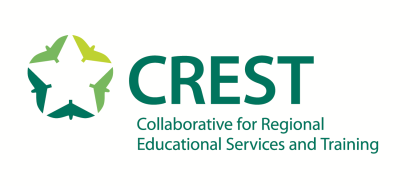 CREST
Collaborative for Regional
Educational Services and Training